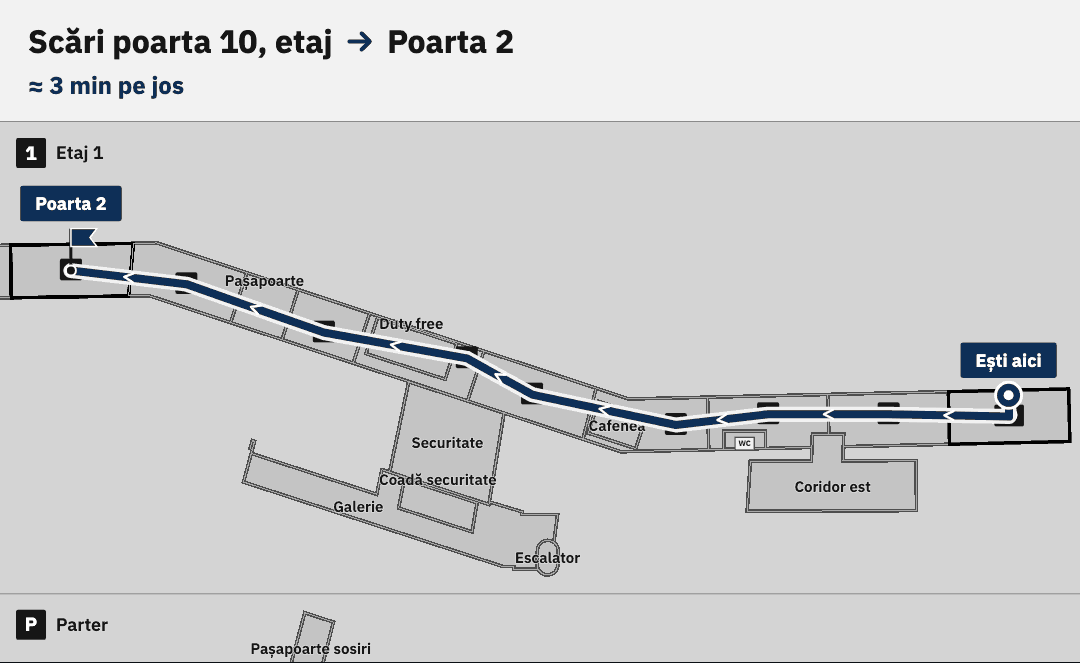 Scări poarta 10, etaj → Poarta 2
≈ 3 min pe jos
1 Etaj 1
Poarta 2
Pașapoarte
Duty free
Ești aici
Cafenea
WC
Securitate
Coadă securitate
Coridor est
Galerie
Escalator
P Parter
Pașapoarte sosiri